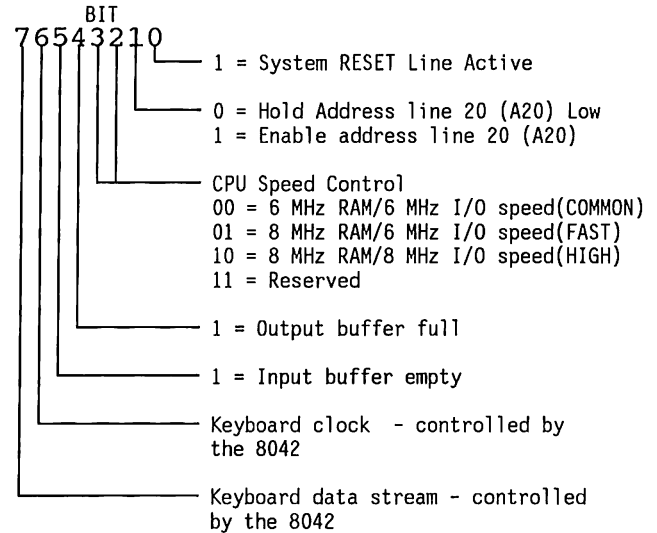 BIT
76543210
1 = System RESET Line Active
0 = Hold Address line 20 (A20) Low
1 = Enable address line 20 (A20)
CPU Speed Control
00 = 6 MHz RAM/6 MHz I/O speed(COMMON)
01 = 8 MHz RAM/6 MHz I/O speed(FAST)
10 = 8 MHz RAM/8 MHz I/O speed(HIGH)
11 = Reserved
1 = Output buffer full
1 = Input buffer empty
Keyboard clock - controlled by
the 8042
Keyboard data stream - controlled
by the 8042